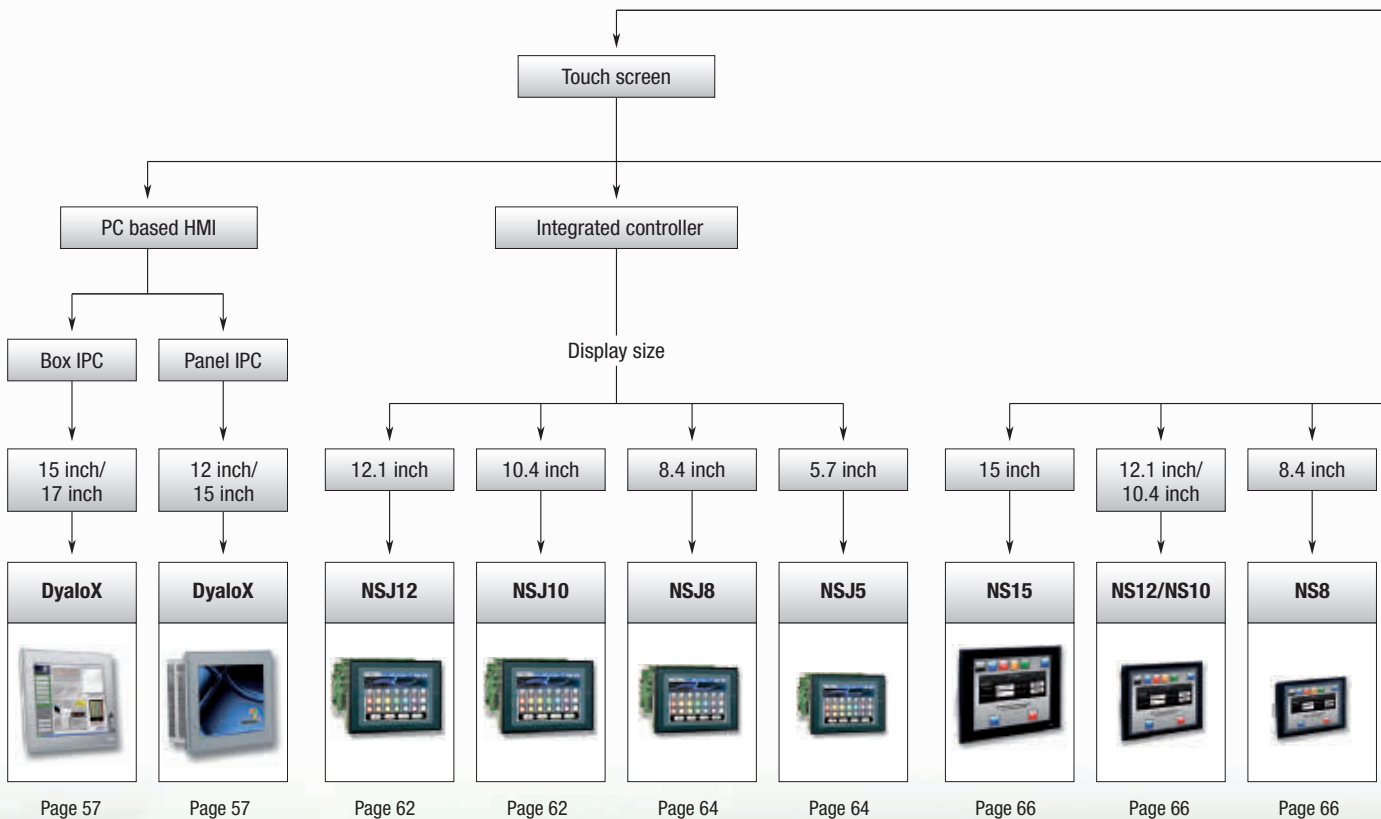 Touch screen
PC based HMI
Integrated controller
Box IPC
Panel IPC
Display size
15 inch/
17 inch
12 inch/
15 inch
12.1 inch
10.4 inch
8.4 inch
5.7 inch
15 inch
12.1 inch/
10.4 inch
8.4 inch
DyaloX
DyaloX
NSJ12
NSJ10
NSJ8
NSJ5
NS15
NS12/NS10
NS8
Page 57
Page 57
Page 62
Page 62
Page 64
Page 64
Page 66
Page 66
Page 66